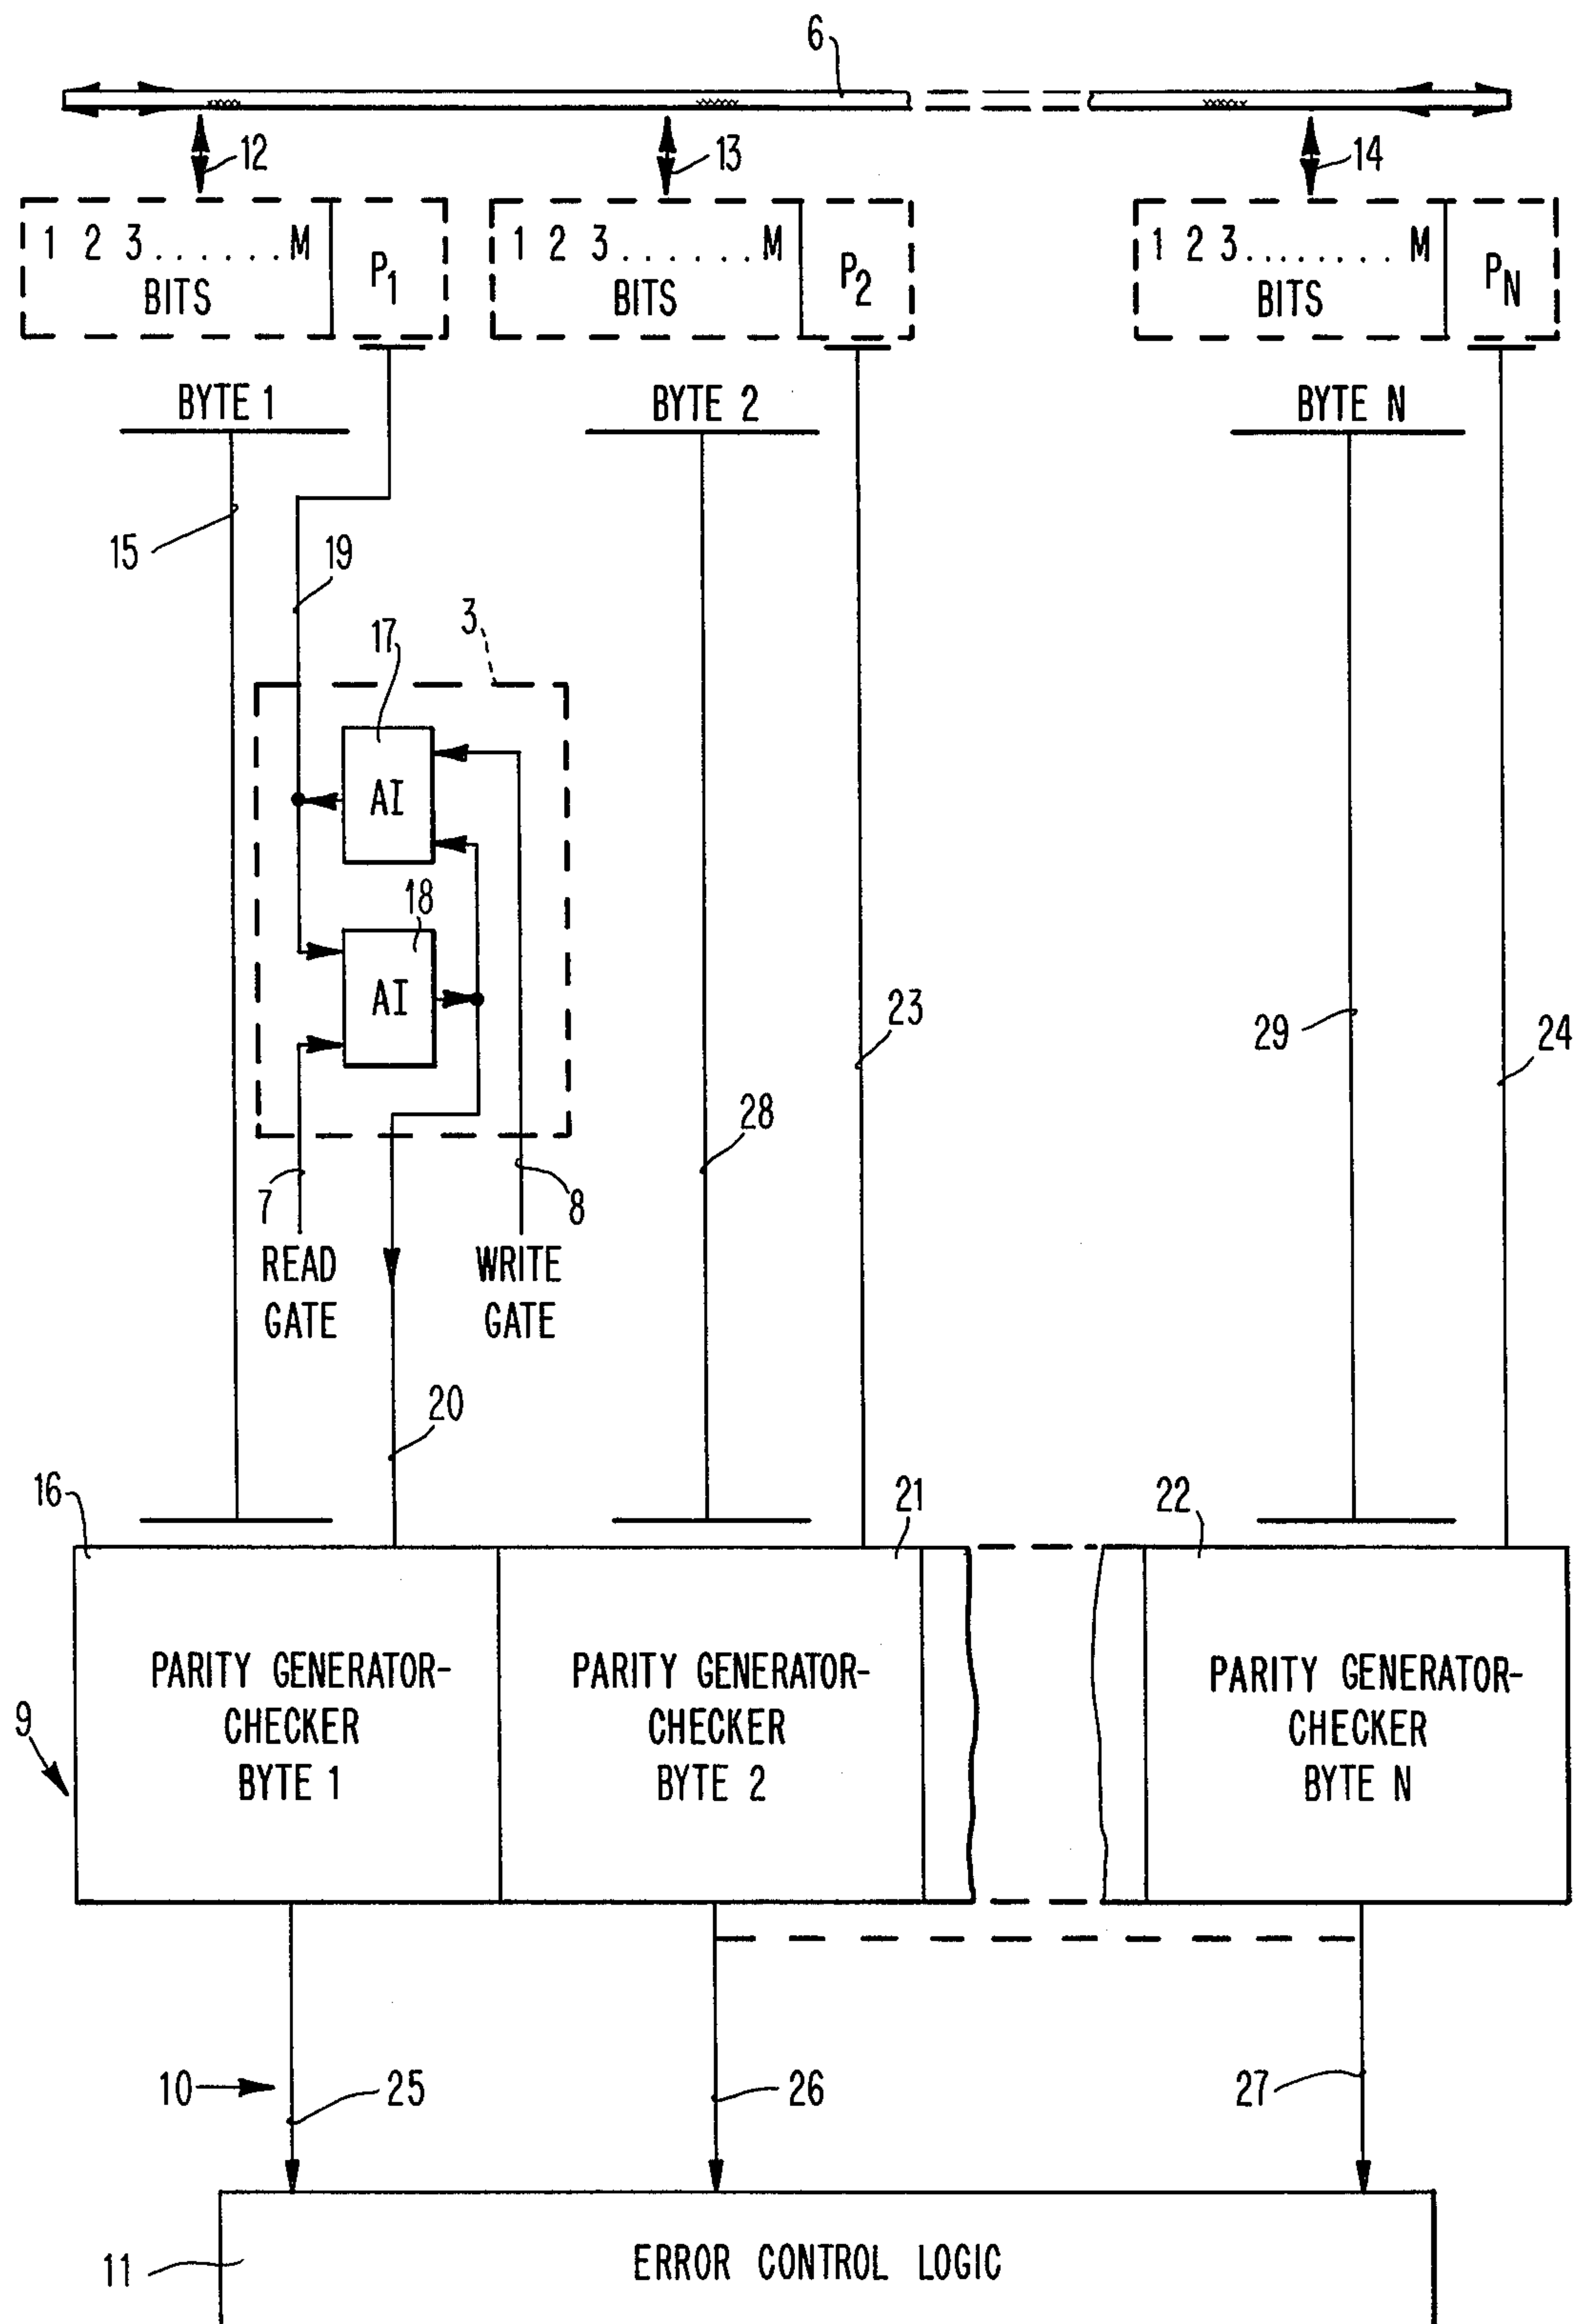 6
12
13
14
1 2 3.......M
BITS
P1
1 2 3.......M
BITS
P2
1 2 3........M
BITS
PN
BYTE 1
BYTE 2
BYTE N
15
19
3
17
AI
18
AI
23
29
24
28
7
8
READ
GATE
WRITE
GATE
20
16
21
22
PARITY GENERATOR-
CHECKER
BYTE 1
PARITY GENERATOR-
CHECKER
BYTE 2
PARITY GENERATOR-
CHECKER
BYTE N
9
10
25
26
27
11
ERROR CONTROL LOGIC